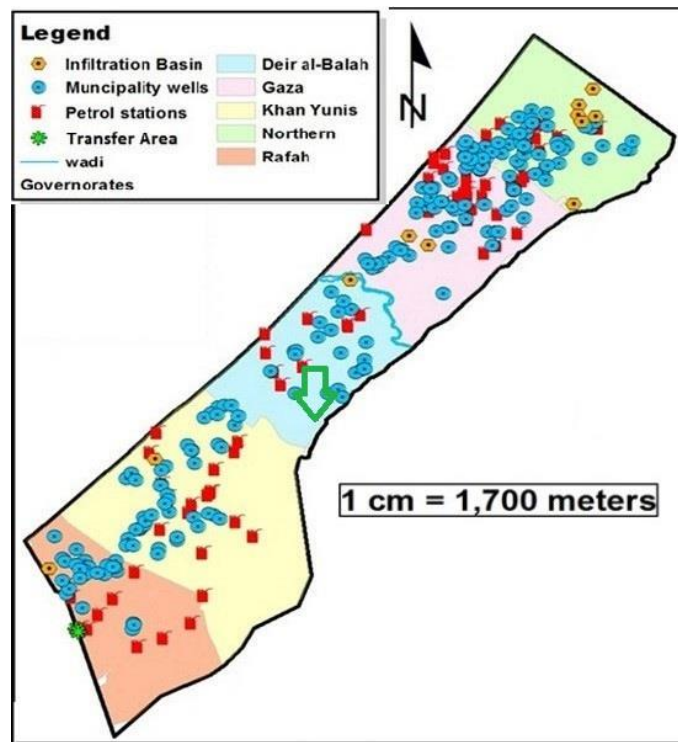 Legend
Infiltration Basin
Muncipality wells
Petrol stations
Transfer Area
wadi
Governorates
Deir al-Balah
Gaza
Khan Yunis
Northern
Rafah
N
1 cm = 1,700 meters